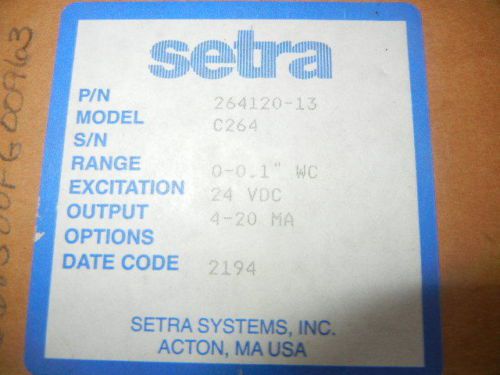 setra
P/N 264120-13
MODEL C264
S/N
RANGE 0-0.1" WC
EXCITATION 24 VDC
OUTPUT 4-20 MA
OPTIONS
DATE CODE 2194
SETRA SYSTEMS, INC.
ACTON, MA USA